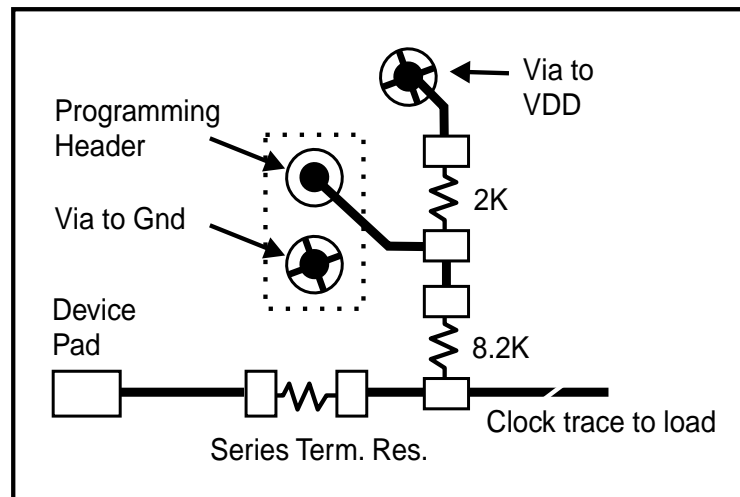 Via to
VDD
Programming
Header
2K
Via to Gnd
Device
Pad
8.2K
Clock trace to load
Series Term. Res.